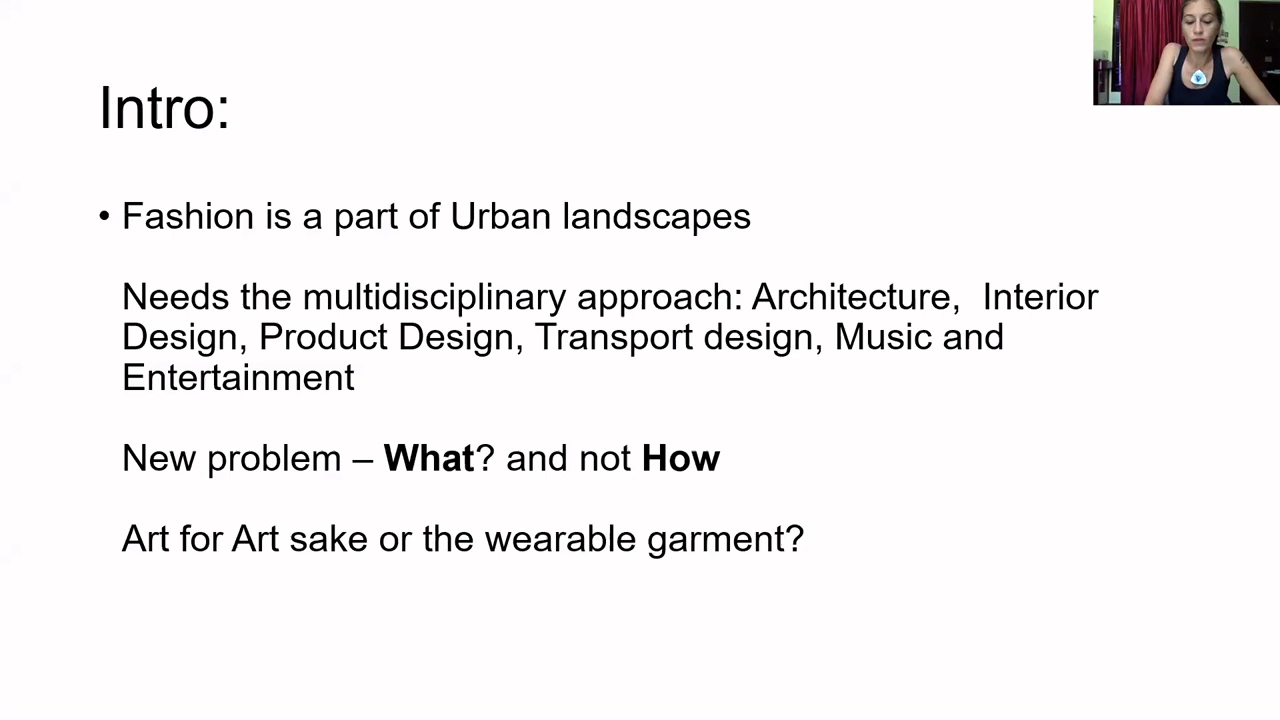 Intro:
• Fashion is a part of Urban landscapes
Needs the multidisciplinary approach: Architecture,  Interior
Design, Product Design, Transport design, Music and
Entertainment
New problem – What? and not How
Art for Art sake or the wearable garment?